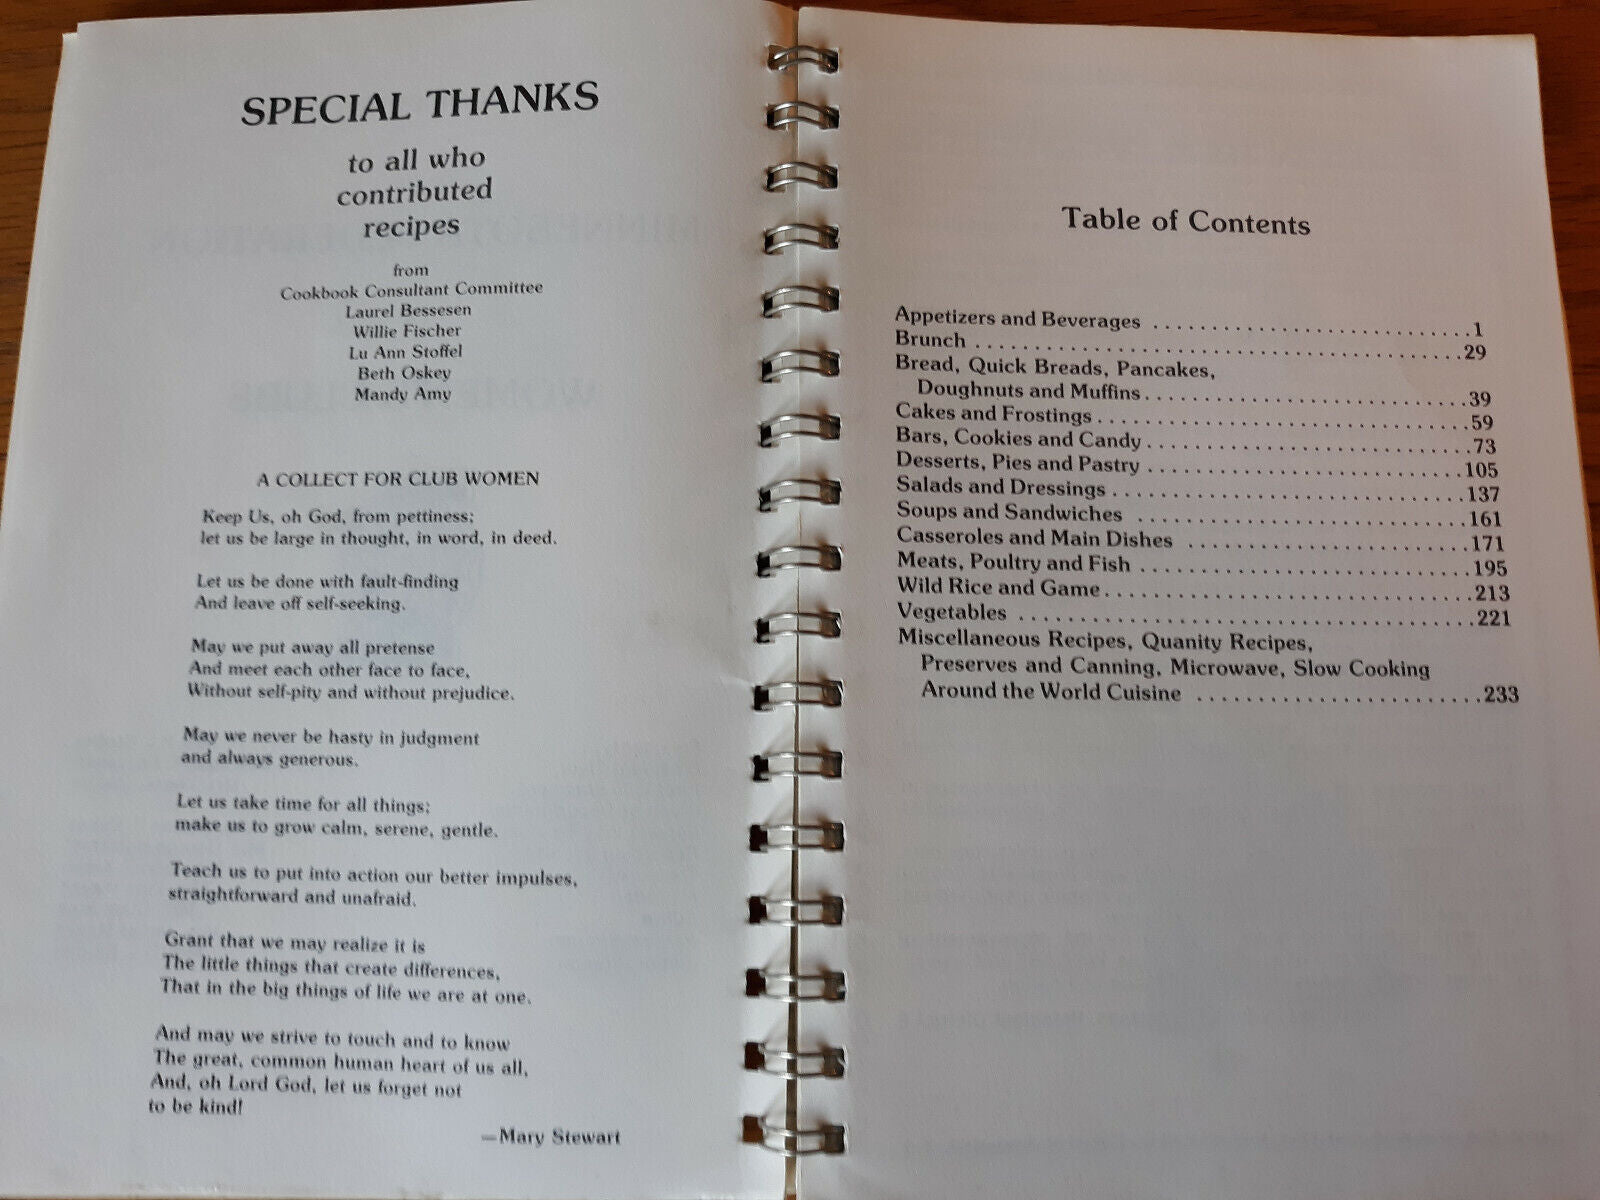 SPECIAL THANKS
to all who
contributed
recipes
from
Cookbook Consultant Committee
Laurel Bessesen
Willie Fischer
Lu Ann Stoffel
Beth Oskey
Mandy Amy
A COLLECT FOR CLUB WOMEN
Keep Us, oh God, from pettiness;
let us be large in thought, in word, in deed.
Let us be done with fault-finding
And leave off self-seeking.
May we put away all pretense
And meet each other face to face,
Without self-pity and without prejudice.
May we never be hasty in judgment
and always generous.
Let us take time for all things;
make us to grow calm, serene, gentle.
Teach us to put into action our better impulses,
straightforward and unafraid.
Grant that we may realize it is
The little things that create differences,
That in the big things of life we are at one.
And may we strive to touch and to know
The great, common human heart of us all,
And, oh Lord God, let us forget not
to be kind!
—Mary Stewart
Table of Contents
Appetizers and Beverages ...........................1
Brunch .........................................29
Bread, Quick Breads, Pancakes,
Doughnuts and Muffins...........................39
Cakes and Frostings...............................59
Bars, Cookies and Candy...........................73
Desserts, Pies and Pastry ...........................105
Salads and Dressings..............................137
Soups and Sandwiches ............................161
Casseroles and Main Dishes ........................171
Meats, Poultry and Fish ............................195
Wild Rice and Game...............................213
Vegetables .......................................221
Miscellaneous Recipes, Quanity Recipes,
Preserves and Canning, Microwave, Slow Cooking
Around the World Cuisine ........................233